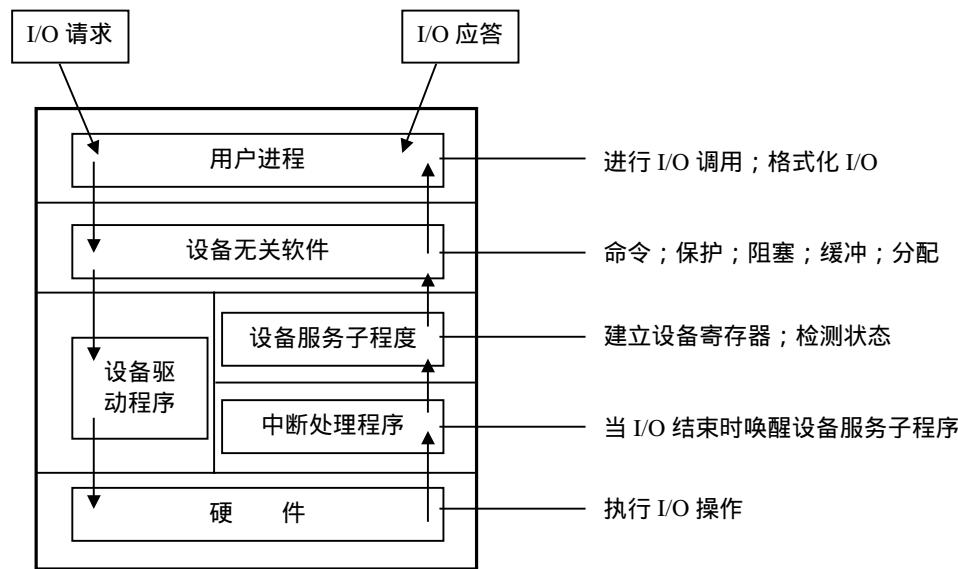 I/O 请求
I/O 应答
用户进程
进行 I/O 调用；格式化 I/O
设备无关软件
命令；保护；阻塞；缓冲；分配
设备服务子程度
建立设备寄存器；检测状态
设备驱
动程序
中断处理程序
当 I/O 结束时唤醒设备服务子程序
硬 件
执行 I/O 操作